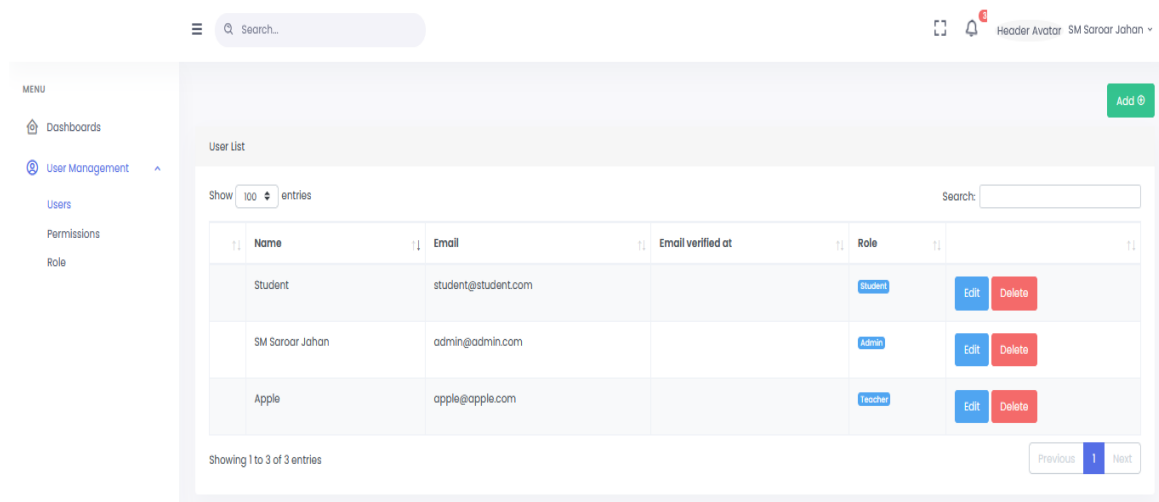 Search...
3
Header Avatar SM Saroar Jahan
MENU
Dashboards
User Management
Users
Permissions
Role
Add
User List
Show 100 entries
Search:
Name Email Email verified at Role
Student student@student.com Student Edit Delete
SM Saroar Jahan admin@admin.com Admin Edit Delete
Apple apple@apple.com Teacher Edit Delete
Showing 1 to 3 of 3 entries
Previous 1 Next